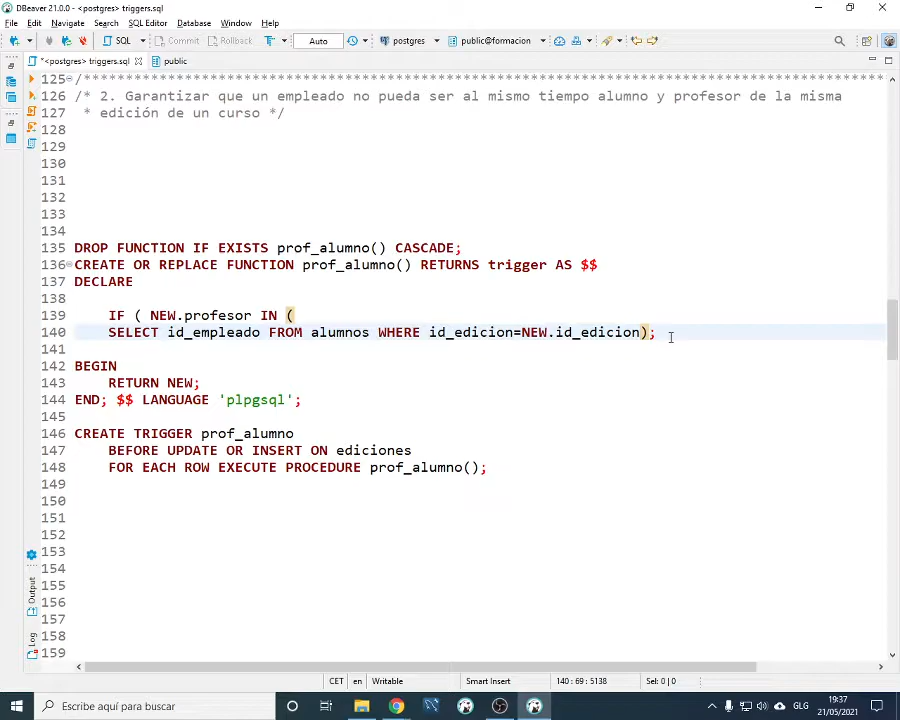 DBeaver 21.0.0 - <postgres> triggers.sql
File Edit Navigate Search SQL Editor Database Window Help
SQL Commit Rollback Auto postgres public@formacion
*<postgres> triggers.sql public
125 /************************************************************************************************
126 /* 2. Garantizar que un empleado no pueda ser al mismo tiempo alumno y profesor de la misma
127 * edición de un curso */
128
129
130
131
132
133
134
135 DROP FUNCTION IF EXISTS prof_alumno() CASCADE;
136 CREATE OR REPLACE FUNCTION prof_alumno() RETURNS trigger AS $$
137 DECLARE
138
139 IF ( NEW.profesor IN (
140 SELECT id_empleado FROM alumnos WHERE id_edicion=NEW.id_edicion);
141
142 BEGIN
143 RETURN NEW;
144 END; $$ LANGUAGE 'plpgsql';
145
146 CREATE TRIGGER prof_alumno
147 BEFORE UPDATE OR INSERT ON ediciones
148 FOR EACH ROW EXECUTE PROCEDURE prof_alumno();
149
150
151
152
153
154
155
156
157
158
159
Output
Log
CET en Writable Smart Insert 140 : 69 : 5138 Sel: 0 | 0
Escribe aquí para buscar
GLG
19:37
21/05/2021